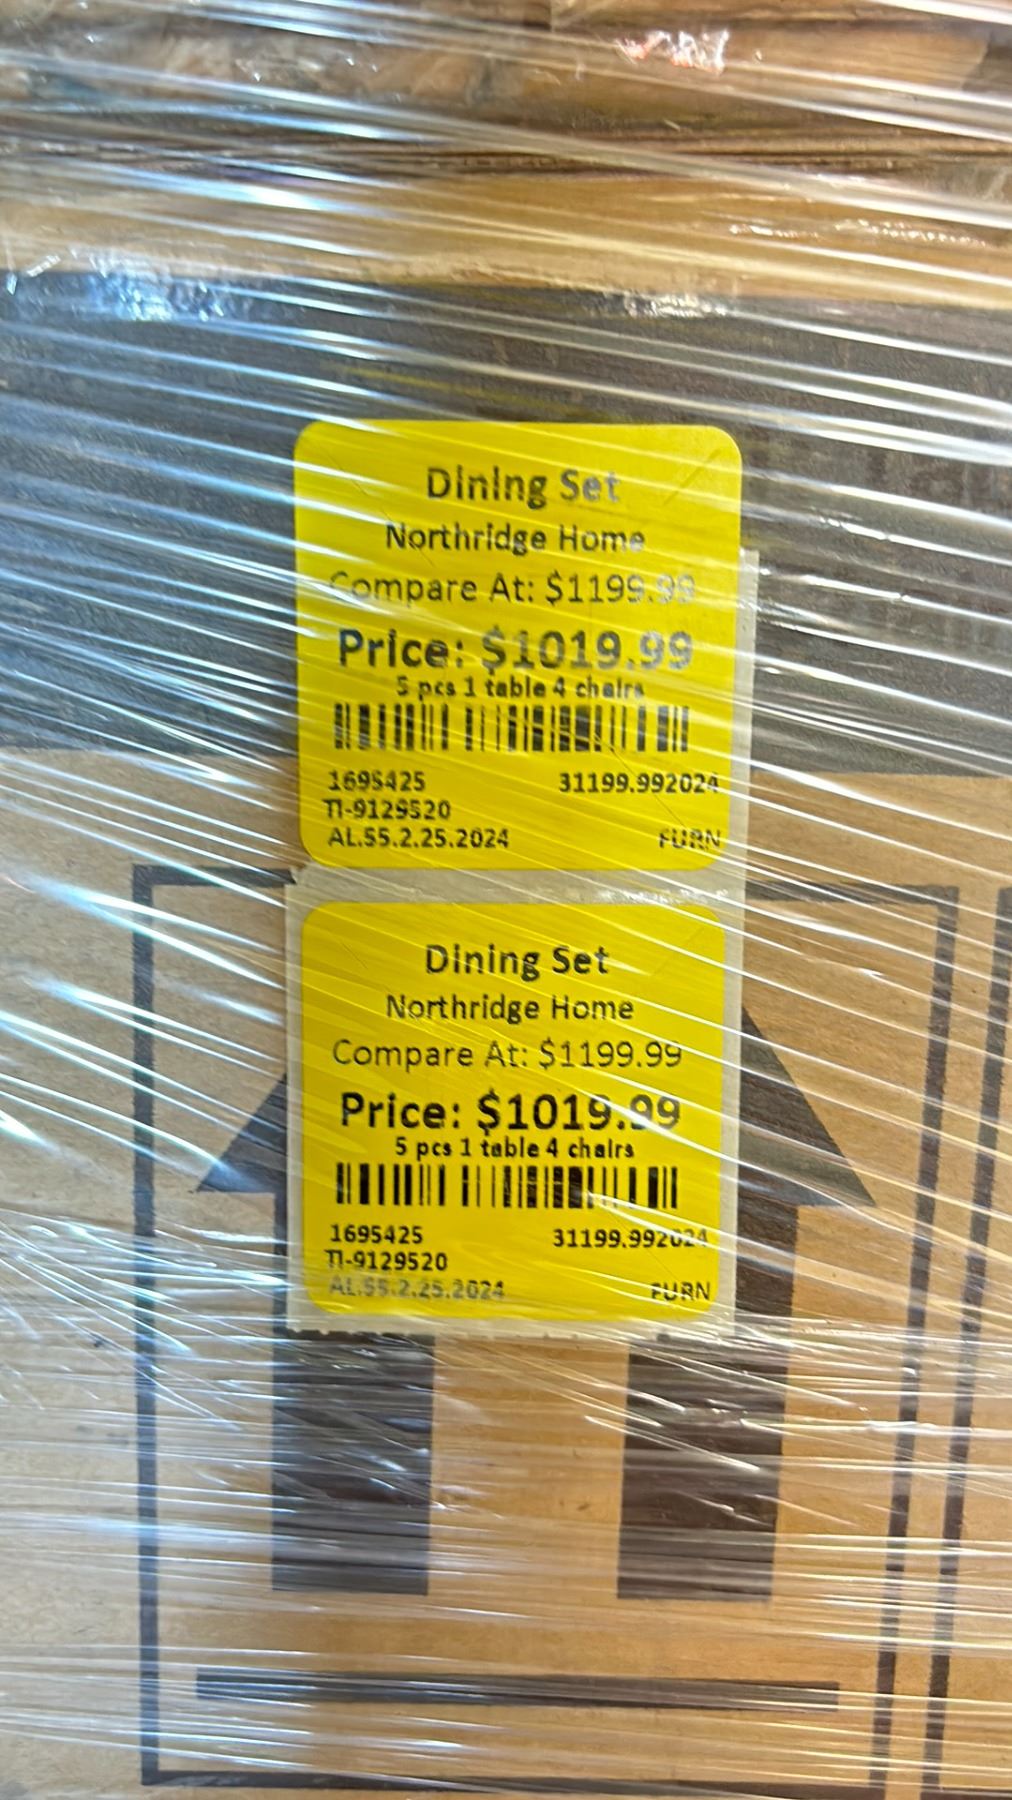 Dining Set
Northridge Home
Compare At: $1199.99
Price: $1019.99
5 pcs 1 table 4 chairs
1695425 31199.992024
TI-9129520
AL.55.2.25.2024 FURN
Dining Set
Northridge Home
Compare At: $1199.99
Price: $1019.99
5 pcs 1 table 4 chairs
1695425 31199.992024
TI-9129520
AL.55.2.25.2024 FURN